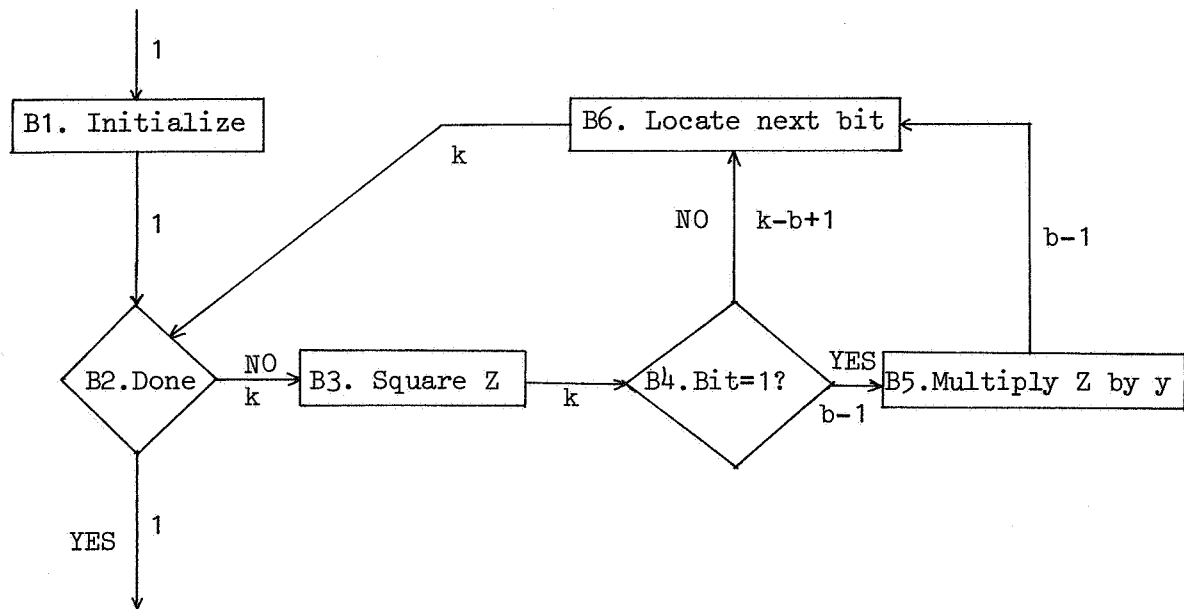 1
B1. Initialize
B6. Locate next bit
k
1
NO
k-b+1
b-1
B2.Done
NO
k
B3. Square Z
k
B4.Bit=1?
YES
b-1
B5.Multiply Z by y
1
YES